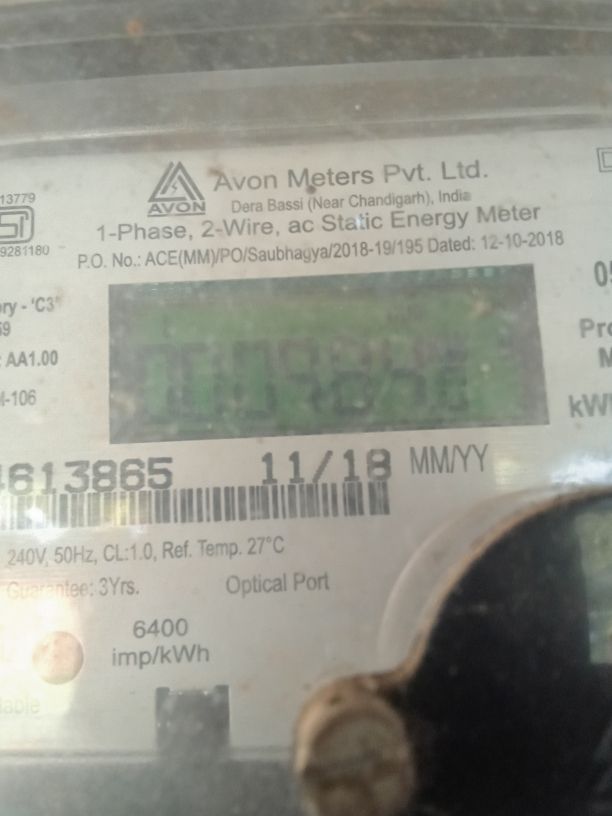 Avon Meters Pvt. Ltd.
AVON
Dera Bassi (Near Chandigarh), India
1-Phase, 2-Wire, ac Static Energy Meter
P.O. No.: ACE(MM)/PO/Saubhagya/2018-19/195 Dated: 12-10-2018
13779
9281180
ry - 'C3'
69
: AA1.00
M-106
05
Pro
M
kW
613865 11/18 MM/YY
240V, 50Hz, CL:1.0, Ref. Temp. 27°C
Guarantee: 3Yrs. Optical Port
6400
imp/kWh